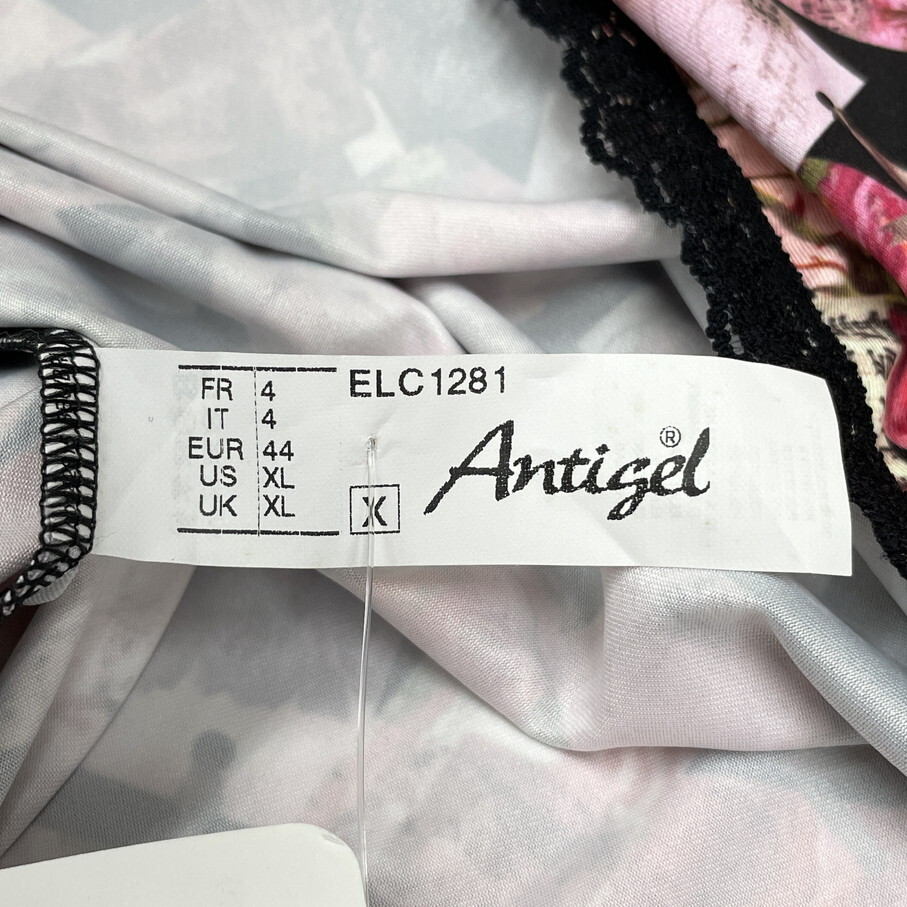 FR 4
IT 4
EUR 44
US XL
UK XL
ELC1281
X
Antigel®